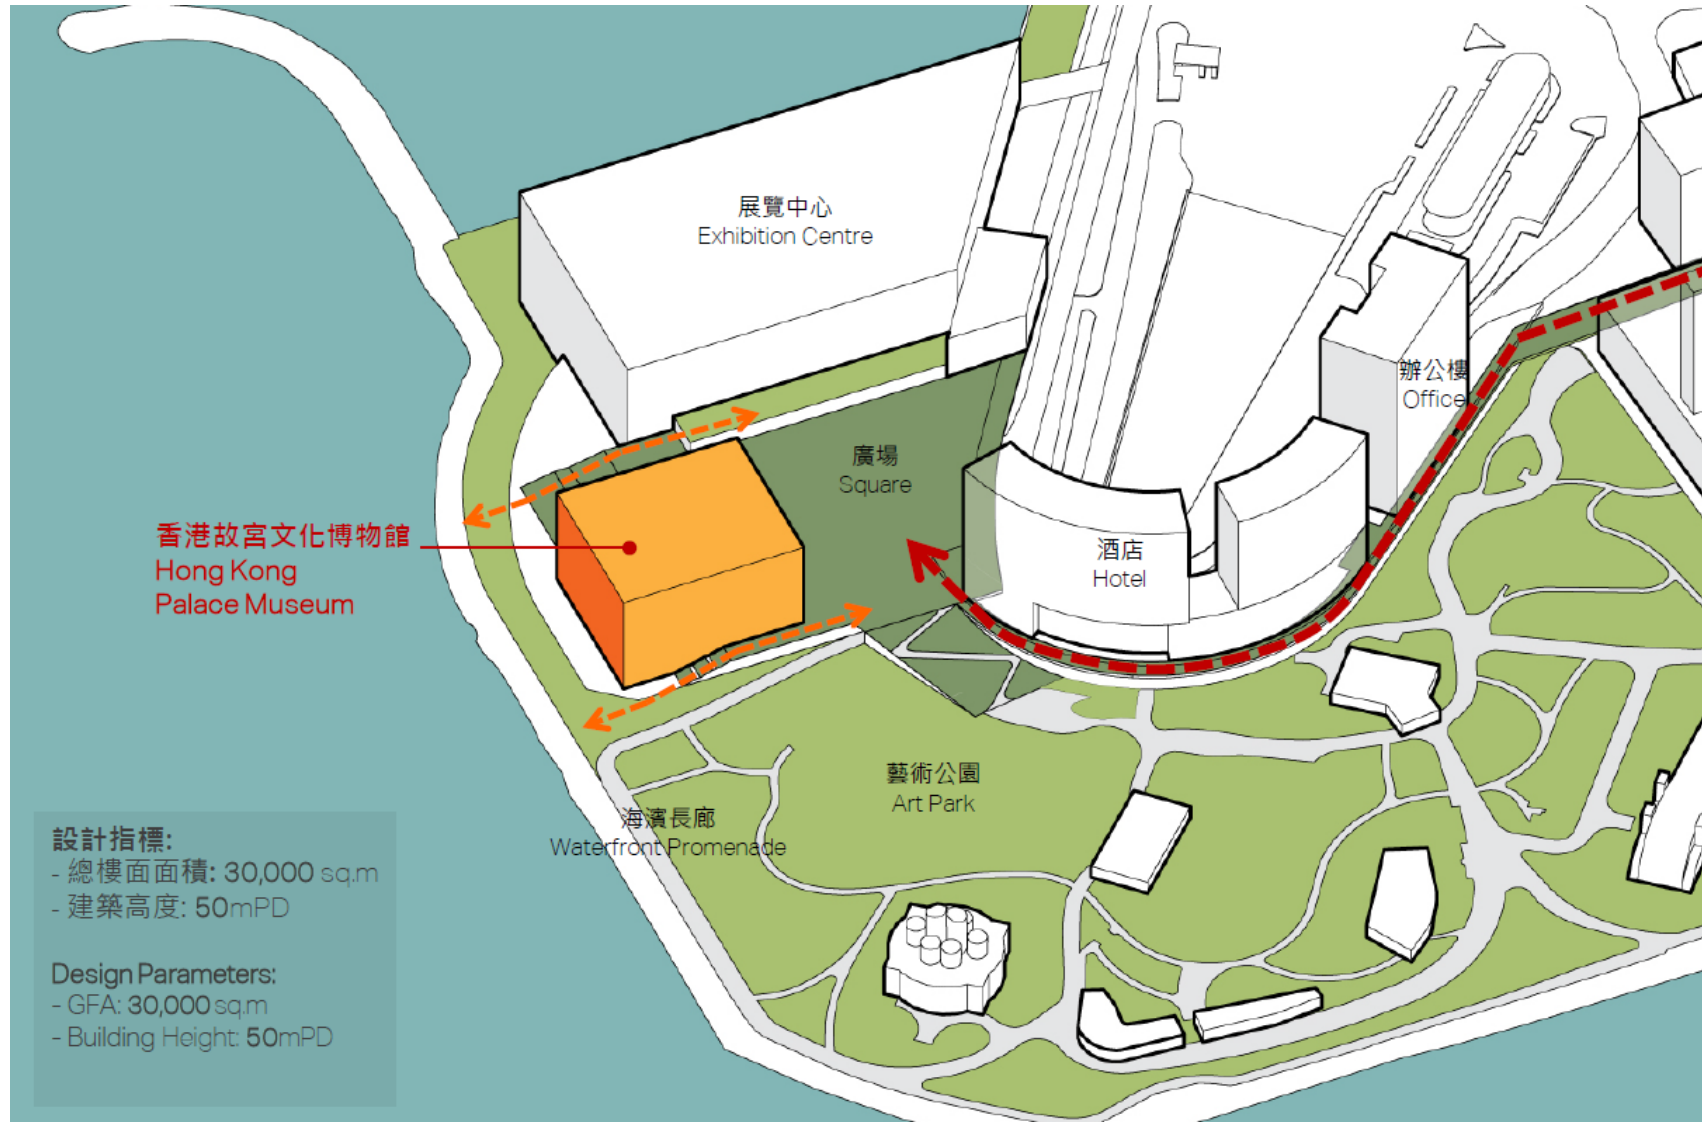 展覽中心
Exhibition Centre
辦公樓
Office
廣場
Square
香港故宮文化博物館
Hong Kong
Palace Museum
酒店
Hotel
藝術公園
Art Park
海濱長廊
Waterfront Promenade
設計指標:
- 總樓面面積: 30,000 sq.m
- 建築高度: 50mPD
Design Parameters:
- GFA: 30,000 sq.m
- Building Height: 50mPD